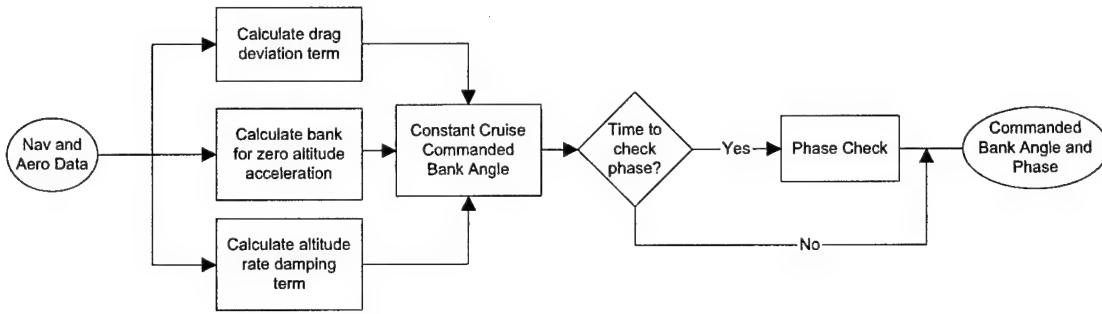 Nav and
Aero Data
Calculate drag
deviation term
Calculate bank
for zero altitude
acceleration
Calculate altitude
rate damping
term
Constant Cruise
Commanded
Bank Angle
Time to
check
phase?
Yes
No
Phase Check
Commanded
Bank Angle and
Phase